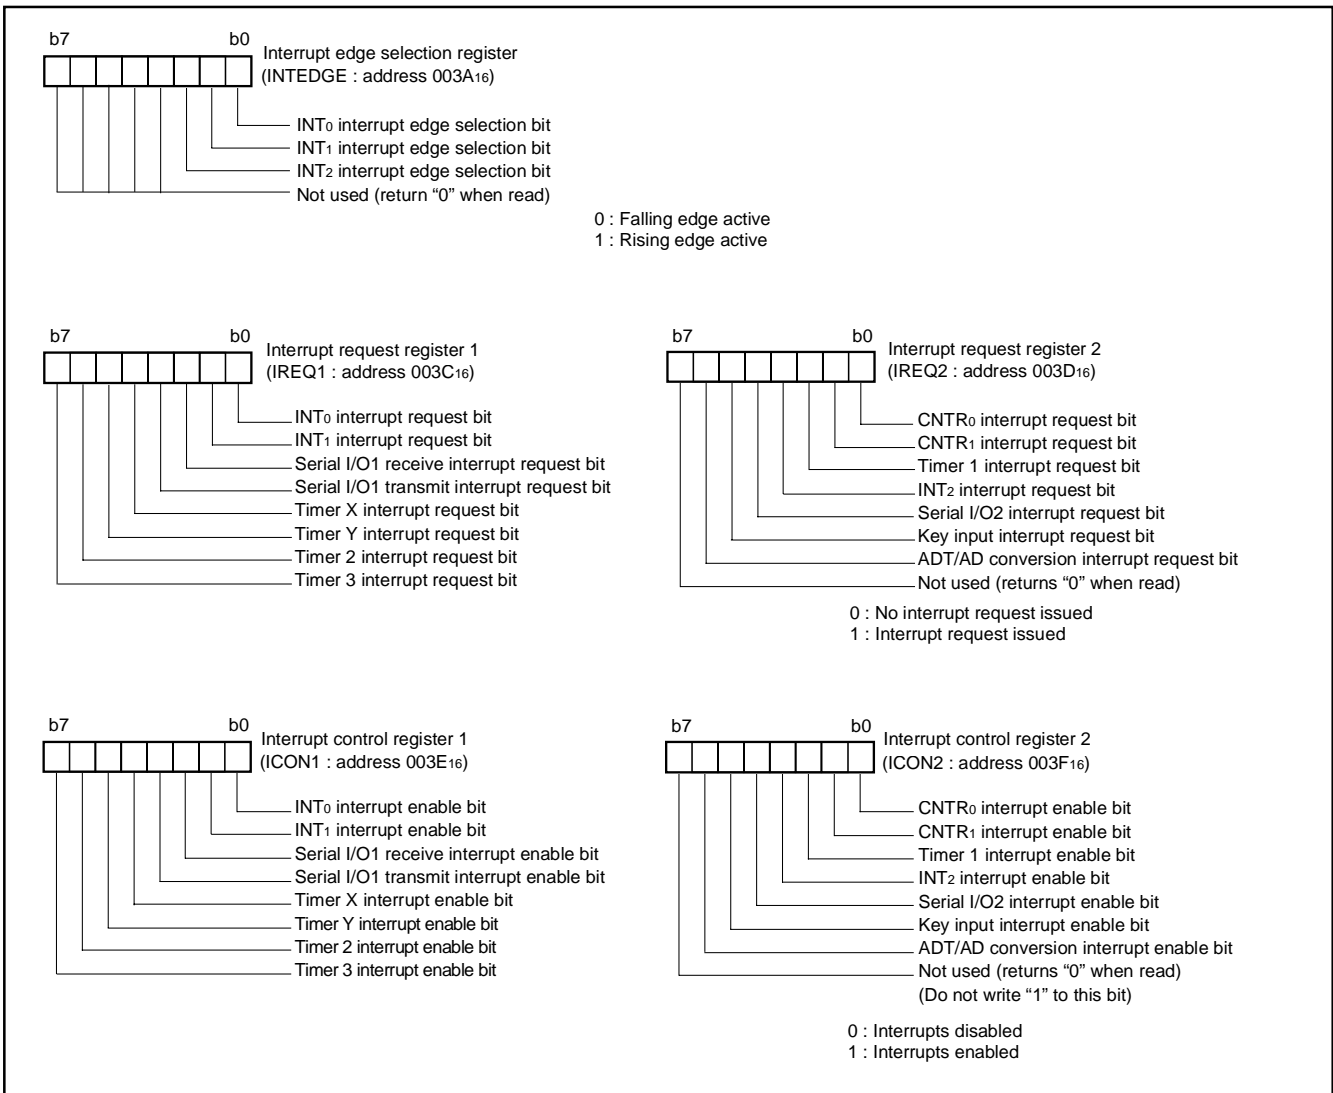 b7 b0
Interrupt edge selection register
(INTEDGE : address 003A16)
INT0 interrupt edge selection bit
INT1 interrupt edge selection bit
INT2 interrupt edge selection bit
Not used (return “0” when read)
0 : Falling edge active
1 : Rising edge active
b7 b0
Interrupt request register 1
(IREQ1 : address 003C16)
INT0 interrupt request bit
INT1 interrupt request bit
Serial I/O1 receive interrupt request bit
Serial I/O1 transmit interrupt request bit
Timer X interrupt request bit
Timer Y interrupt request bit
Timer 2 interrupt request bit
Timer 3 interrupt request bit
b7 b0
Interrupt request register 2
(IREQ2 : address 003D16)
CNTR0 interrupt request bit
CNTR1 interrupt request bit
Timer 1 interrupt request bit
INT2 interrupt request bit
Serial I/O2 interrupt request bit
Key input interrupt request bit
ADT/AD conversion interrupt request bit
Not used (returns “0” when read)
0 : No interrupt request issued
1 : Interrupt request issued
b7 b0
Interrupt control register 1
(ICON1 : address 003E16)
INT0 interrupt enable bit
INT1 interrupt enable bit
Serial I/O1 receive interrupt enable bit
Serial I/O1 transmit interrupt enable bit
Timer X interrupt enable bit
Timer Y interrupt enable bit
Timer 2 interrupt enable bit
Timer 3 interrupt enable bit
b7 b0
Interrupt control register 2
(ICON2 : address 003F16)
CNTR0 interrupt enable bit
CNTR1 interrupt enable bit
Timer 1 interrupt enable bit
INT2 interrupt enable bit
Serial I/O2 interrupt enable bit
Key input interrupt enable bit
ADT/AD conversion interrupt enable bit
Not used (returns “0” when read)
(Do not write “1” to this bit)
0 : Interrupts disabled
1 : Interrupts enabled